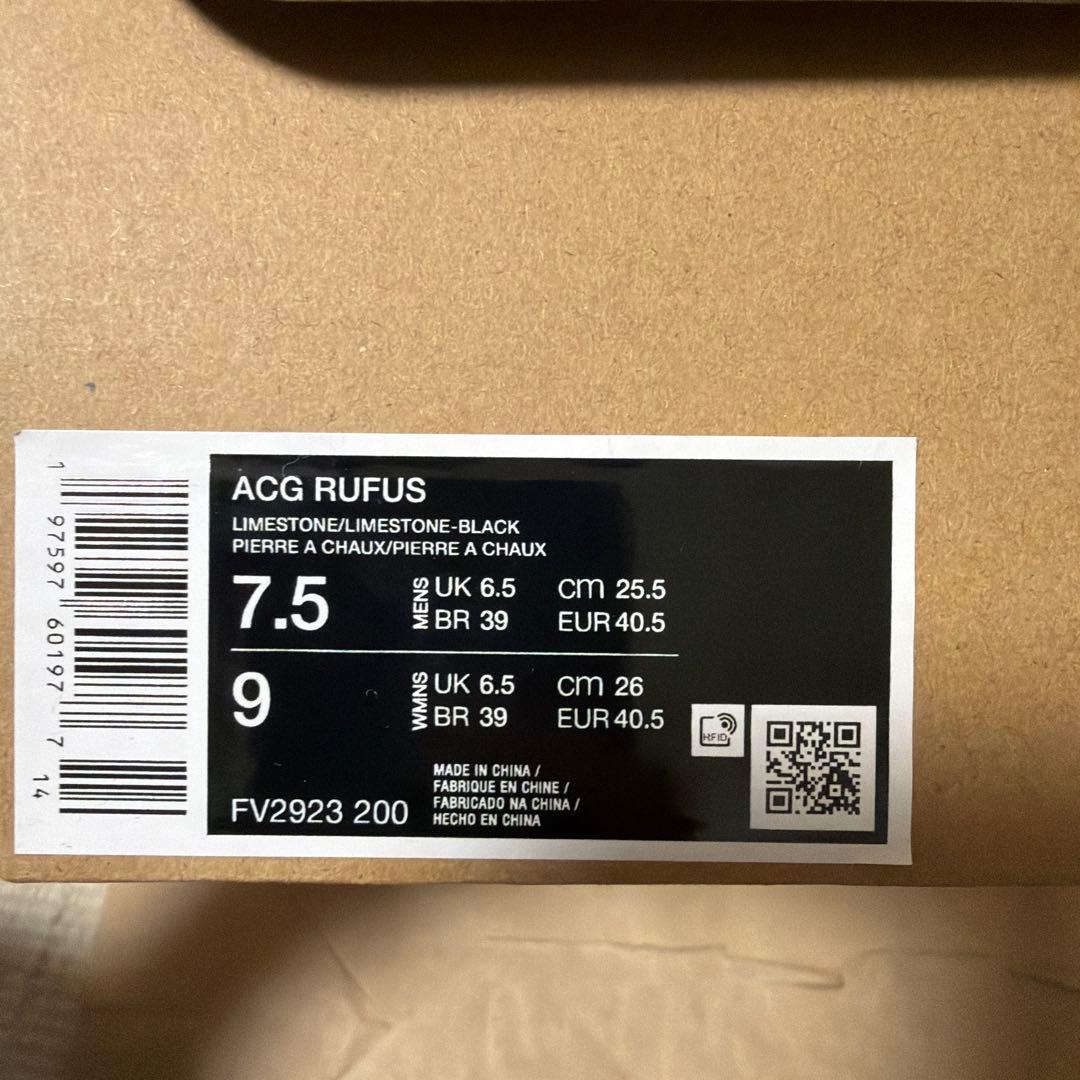 ACG RUFUS
LIMESTONE/LIMESTONE-BLACK
PIERRE A CHAUX/PIERRE A CHAUX
7.5 MENS UK 6.5 cm 25.5
BR 39 EUR 40.5
9 WMNS UK 6.5 cm 26
BR 39 EUR 40.5
FV2923 200
MADE IN CHINA /
FABRIQUE EN CHINE /
FABRICADO NA CHINA /
HECHO EN CHINA
RFID
1 97597 60197 7 14